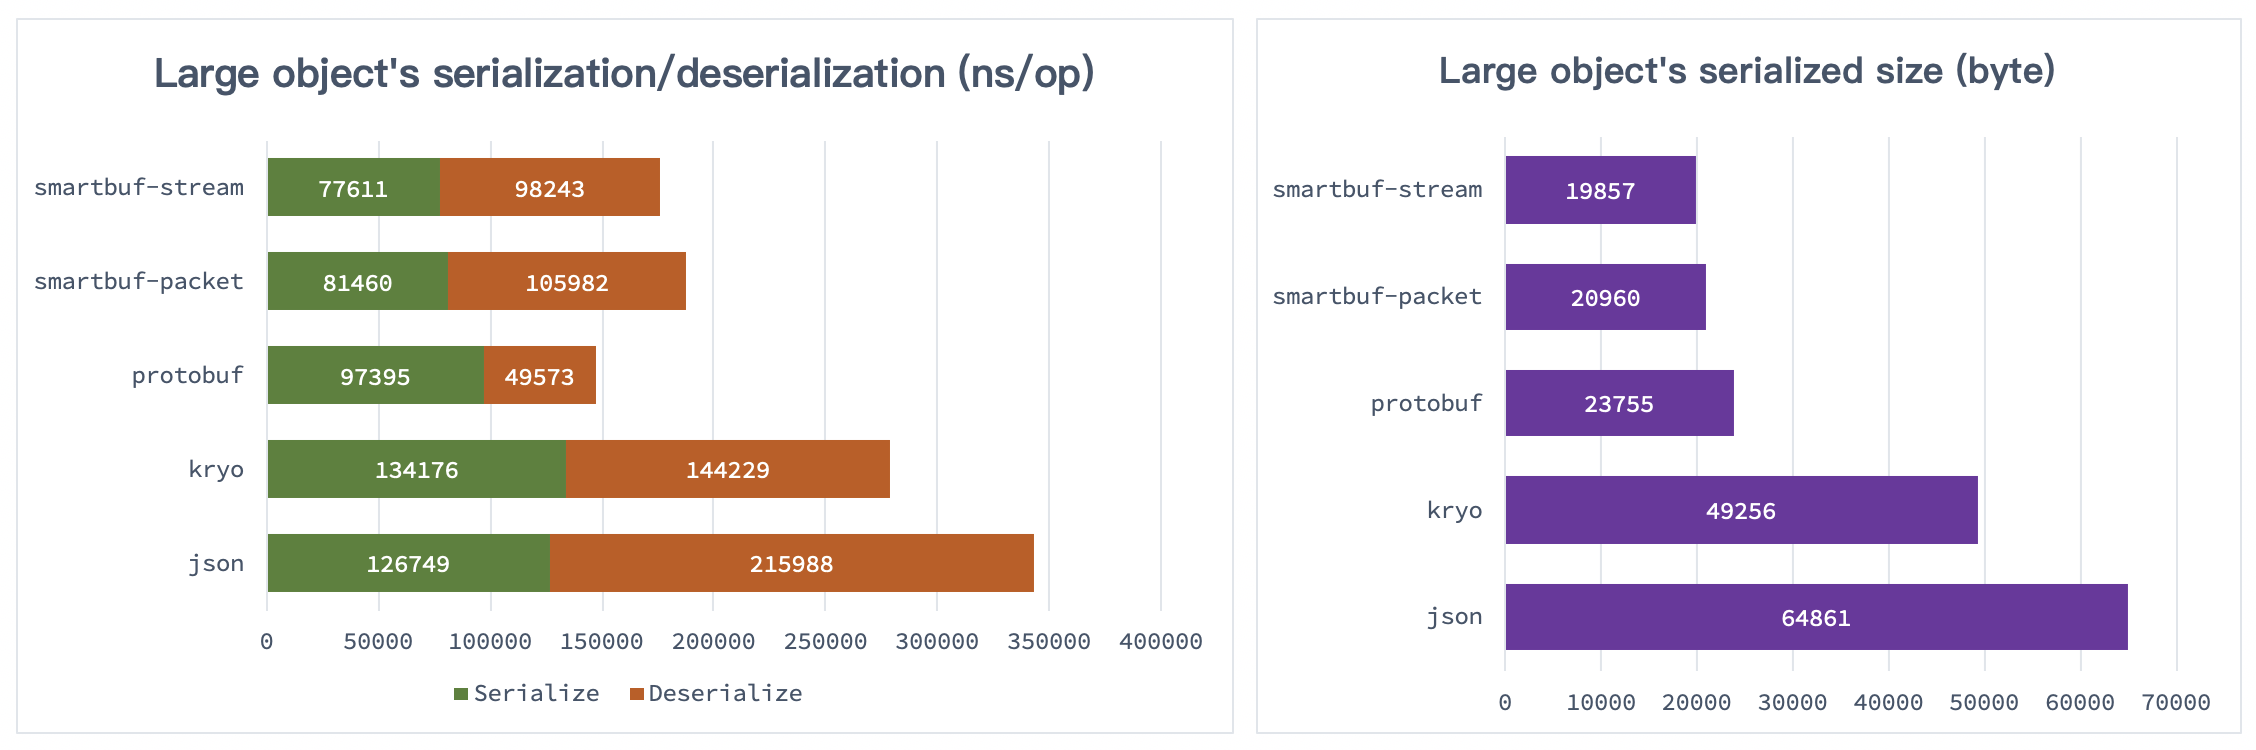 Large object's serialization/deserialization (ns/op)
smartbuf-stream 77611 98243
smartbuf-packet 81460 105982
protobuf 97395 49573
kryo 134176 144229
json 126749 215988
0 50000 100000 150000 200000 250000 300000 350000 400000
Serialize Deserialize
Large object's serialized size (byte)
smartbuf-stream 19857
smartbuf-packet 20960
protobuf 23755
kryo 49256
json 64861
0 10000 20000 30000 40000 50000 60000 70000